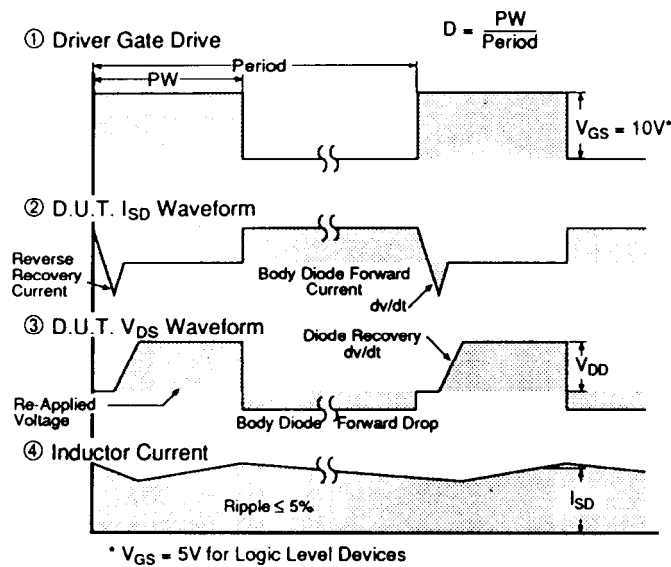 ① Driver Gate Drive
D = PW / Period
Period
PW
V_GS = 10V*
② D.U.T. I_SD Waveform
Reverse
Recovery
Current
Body Diode Forward
Current
dv/dt
③ D.U.T. V_DS Waveform
Diode Recovery
dv/dt
V_DD
Re-Applied
Voltage
Body Diode Forward Drop
④ Inductor Current
Ripple ≤ 5%
I_SD
* V_GS = 5V for Logic Level Devices